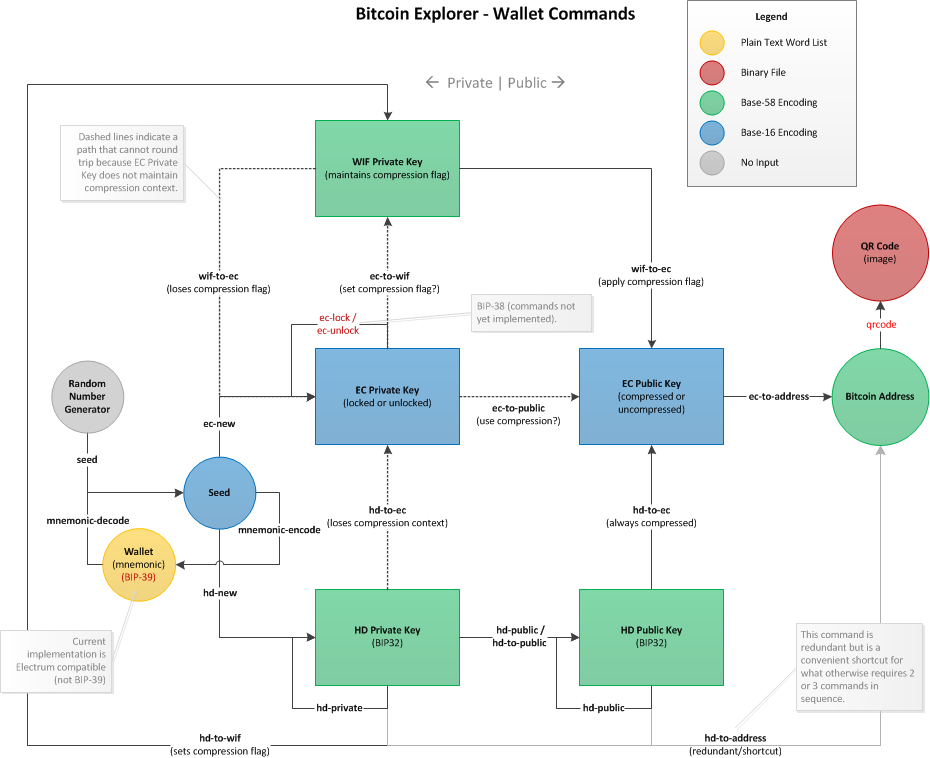 Bitcoin Explorer - Wallet Commands
Legend
Plain Text Word List
Binary File
Base-58 Encoding
Base-16 Encoding
No Input
← Private | Public →
Dashed lines indicate a
path that cannot round
trip because EC Private
Key does not maintain
compression context.
WIF Private Key
(maintains compression flag)
QR Code
(image)
wif-to-ec
(loses compression flag)
ec-to-wif
(set compression flag?)
wif-to-ec
(apply compression flag)
ec-lock /
ec-unlock
BIP-38 (commands not
yet implemented).
qrcode
Random
Number
Generator
EC Private Key
(locked or unlocked)
ec-to-public
(use compression?)
EC Public Key
(compressed or
uncompressed)
ec-to-address
Bitcoin Address
ec-new
seed
Seed
mnemonic-decode
mnemonic-encode
hd-to-ec
(loses compression context)
hd-to-ec
(always compressed)
Wallet
(mnemonic)
(BIP-39)
hd-new
Current
implementation is
Electrum compatible
(not BIP-39)
HD Private Key
(BIP32)
hd-public /
hd-to-public
HD Public Key
(BIP32)
This command is
redundant but is a
convenient shortcut for
what otherwise requires 2
or 3 commands in
sequence.
hd-private
hd-public
hd-to-wif
(sets compression flag)
hd-to-address
(redundant/shortcut)